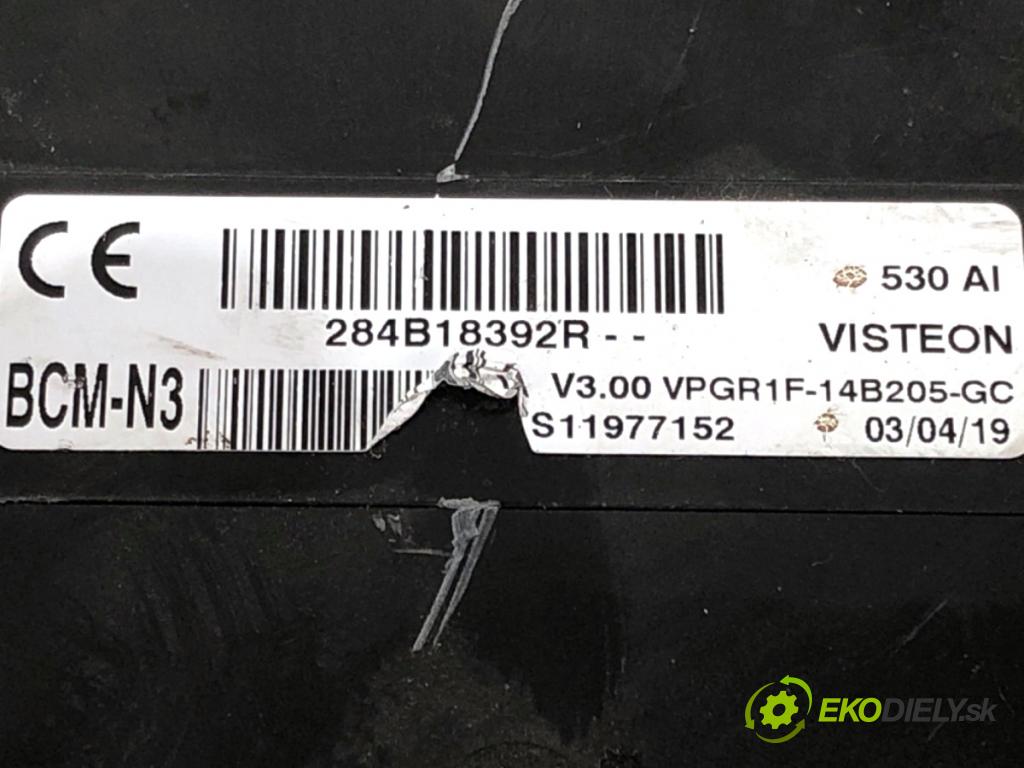 CE
530 AI
284B18392R - -
VISTEON
BCM-N3
V3.00 VPGR1F-14B205-GC
S11977152
03/04/19
EKODIELY.sk